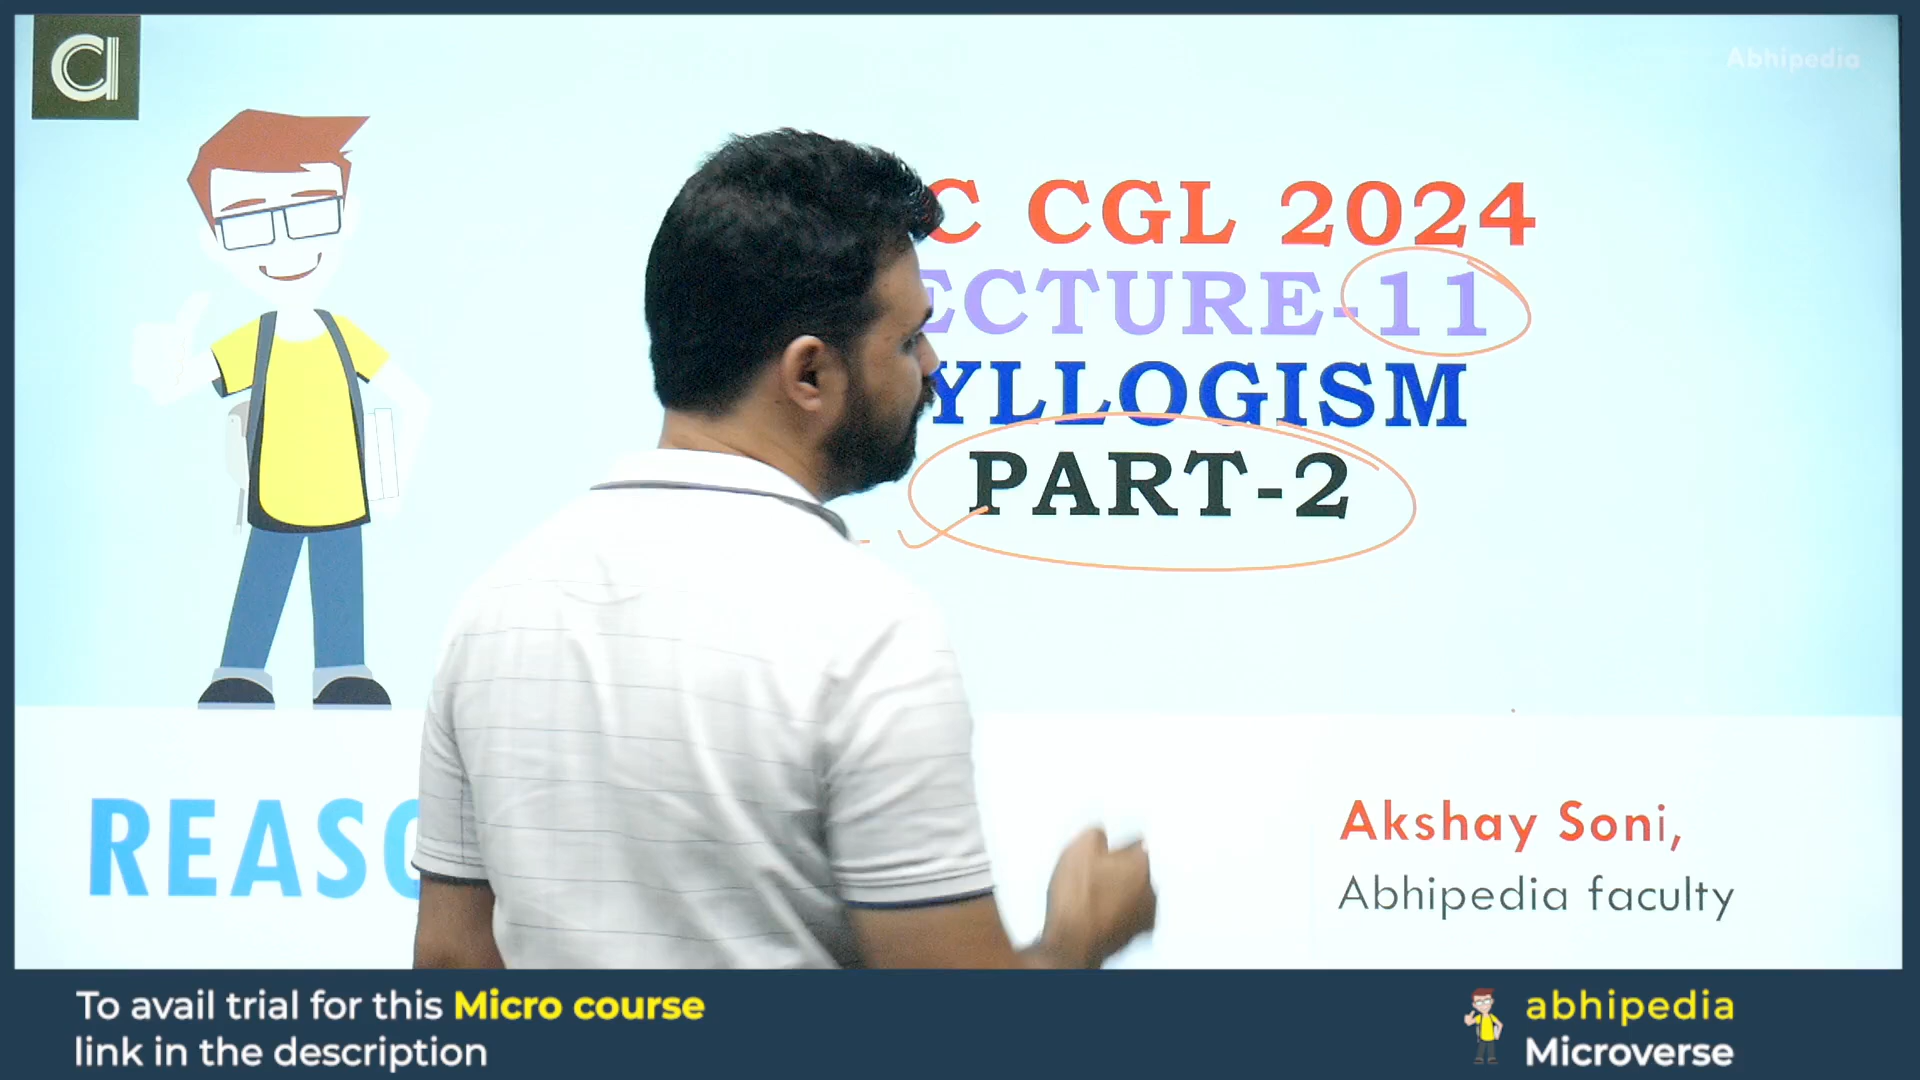 Abhipedia
C CGL 2024
ECTURE-11
YLLOGISM
PART-2
REASO
Akshay Soni,
Abhipedia faculty
To avail trial for this Micro course
link in the description
abhipedia
Microverse